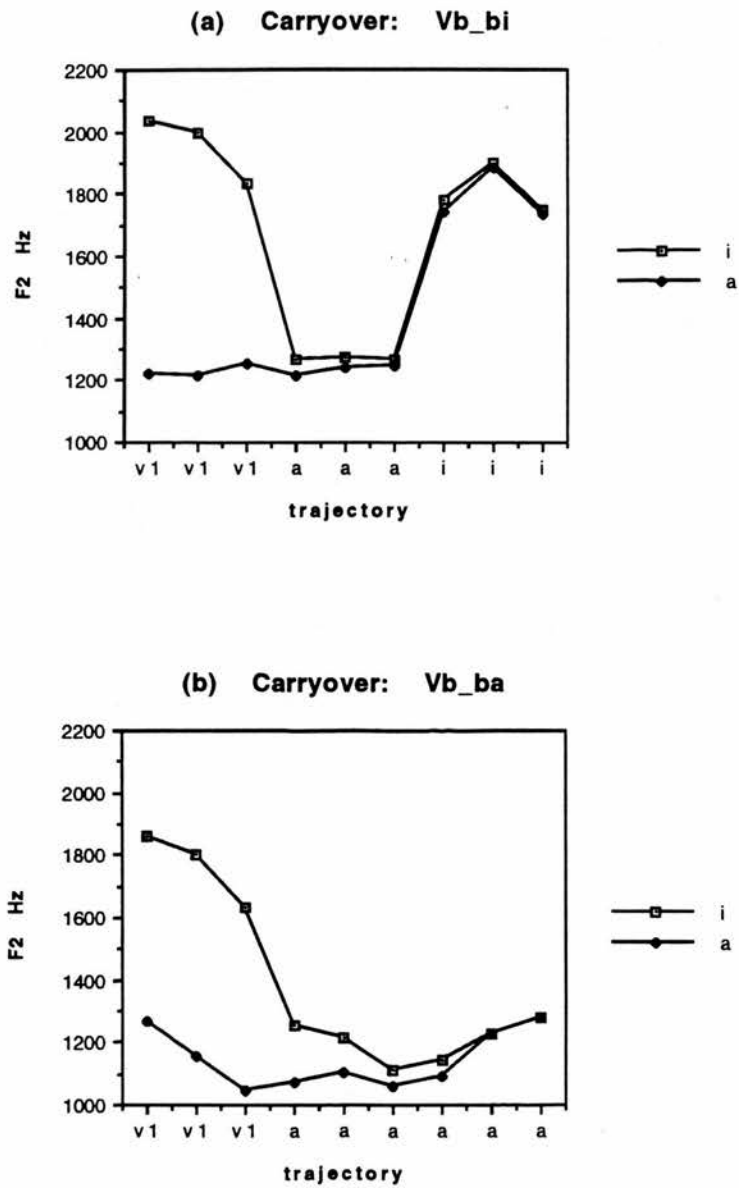 (a) Carryover: Vb_bi
2200
2000
1800
1600
1400
1200
1000
F2 Hz
v1 v1 v1 a a a i i i
trajectory
i
a
(b) Carryover: Vb_ba
2200
2000
1800
1600
1400
1200
1000
F2 Hz
v1 v1 v1 a a a a a a
trajectory
i
a